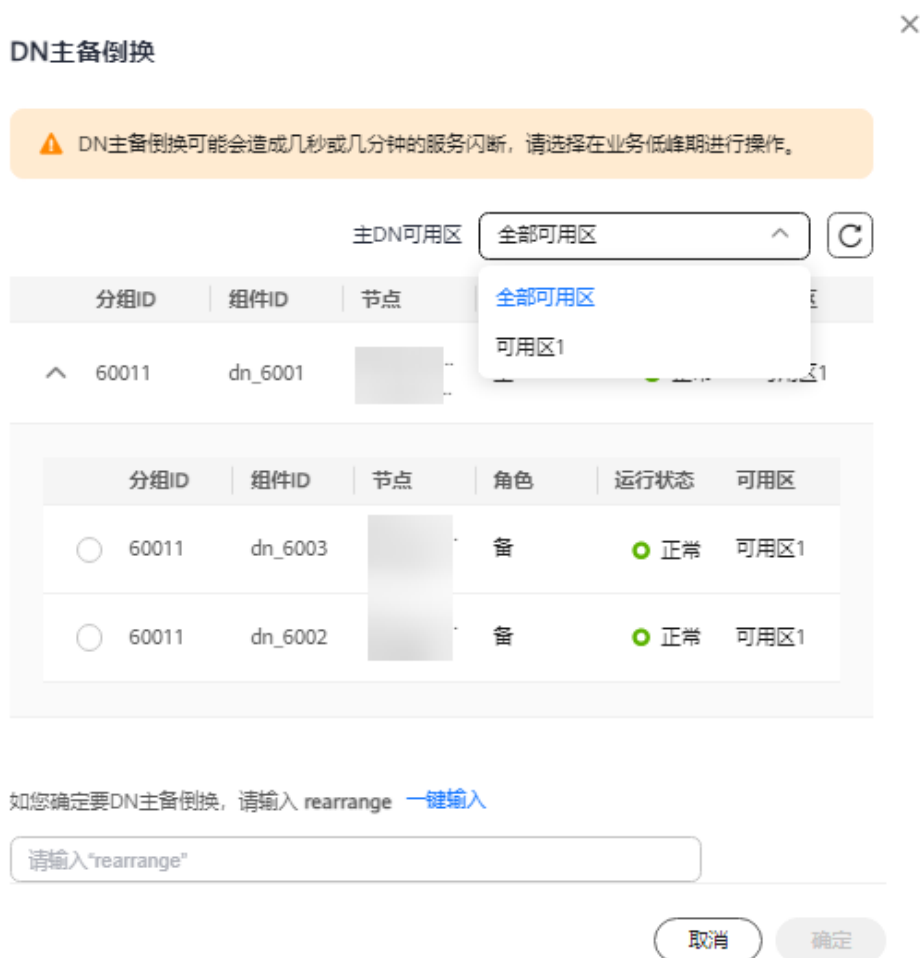 DN主备倒换
DN主备倒换可能会造成几秒或几分钟的服务闪断，请选择在业务低峰期进行操作。
主DN可用区 全部可用区
分组ID 组件ID 节点
全部可用区
可用区1
60011 dn_6001
分组ID 组件ID 节点 角色 运行状态 可用区
60011 dn_6003 备 正常 可用区1
60011 dn_6002 备 正常 可用区1
如您确定要DN主备倒换，请输入 rearrange 一键输入
请输入“rearrange”
取消 确定